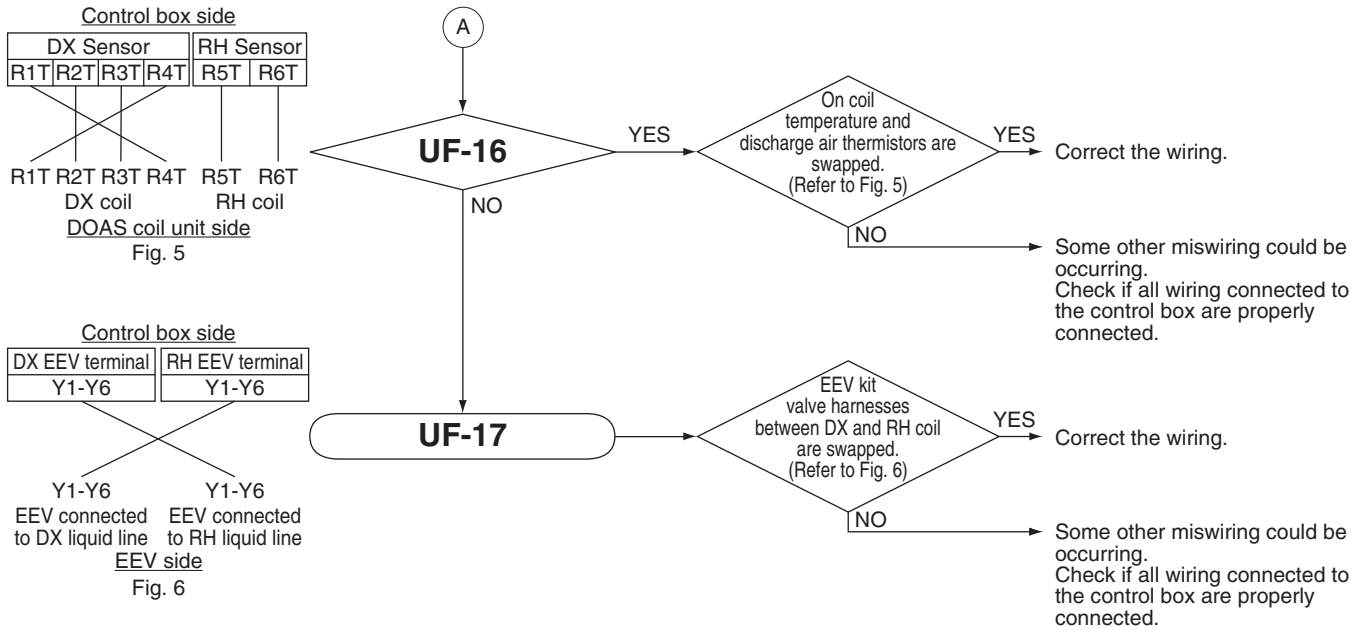 Control box side
DX Sensor RH Sensor
R1T R2T R3T R4T R5T R6T
R1T R2T R3T R4T R5T R6T
DX coil RH coil
DOAS coil unit side
Fig. 5
A
UF-16
YES
NO
On coil
temperature and
discharge air thermistors are
swapped.
(Refer to Fig. 5)
YES
Correct the wiring.
NO
Some other miswiring could be
occurring.
Check if all wiring connected to
the control box are properly
connected.
Control box side
DX EEV terminal RH EEV terminal
Y1-Y6 Y1-Y6
Y1-Y6 Y1-Y6
EEV connected EEV connected
to DX liquid line to RH liquid line
EEV side
Fig. 6
UF-17
EEV kit
valve harnesses
between DX and RH coil
are swapped.
(Refer to Fig. 6)
YES
Correct the wiring.
NO
Some other miswiring could be
occurring.
Check if all wiring connected to
the control box are properly
connected.